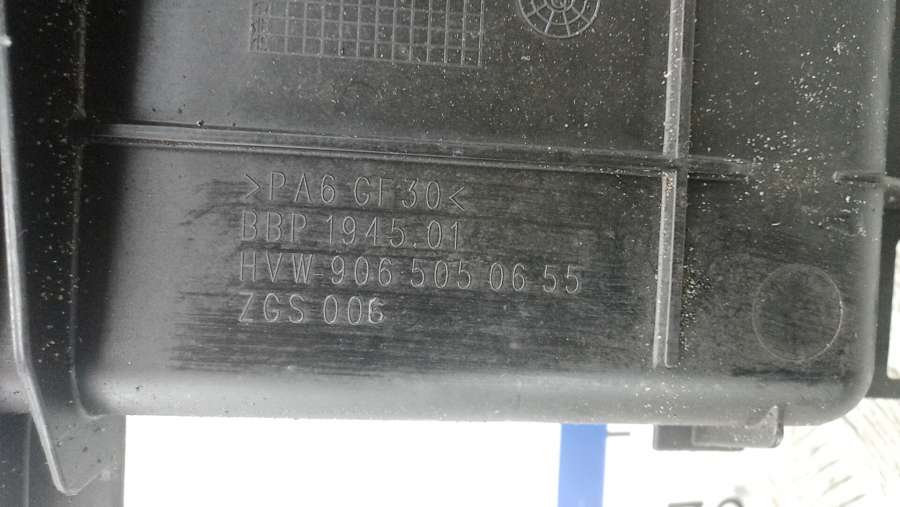 >PA6 GF30<
BBP 1945.01
HVW-906 505 06 55
ZGS 006